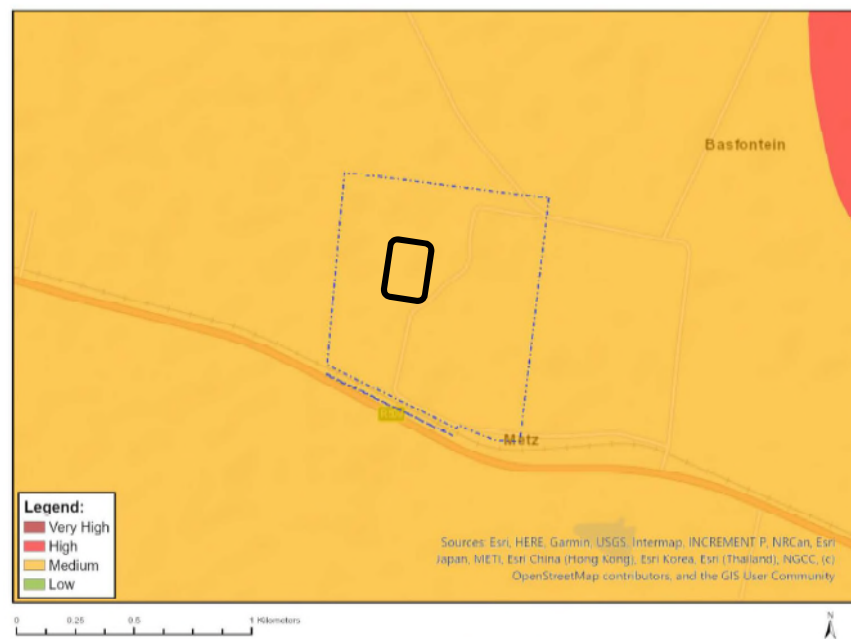 Basfontein
Metz
Legend:
Very High
High
Medium
Low
Sources: Esri, HERE, Garmin, USGS, Intermap, INCREMENT P, NRCan, Esri
Japan, METI, Esri China (Hong Kong), Esri Korea, Esri (Thailand), NGCC, (c)
OpenStreetMap contributors, and the GIS User Community
0 0.25 0.5 1 Kilometers
N